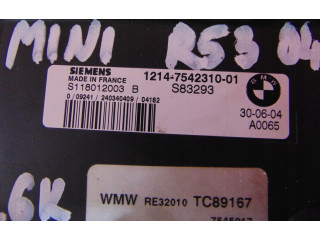 MINI R53 04
SIEMENS 1214-7542310-01
MADE IN FRANCE
S118012003 B S83293
0 / 09241 / 240340409 / 04182
BMW
30-06-04
A0065
.6K
WMW RE32010 TC89167